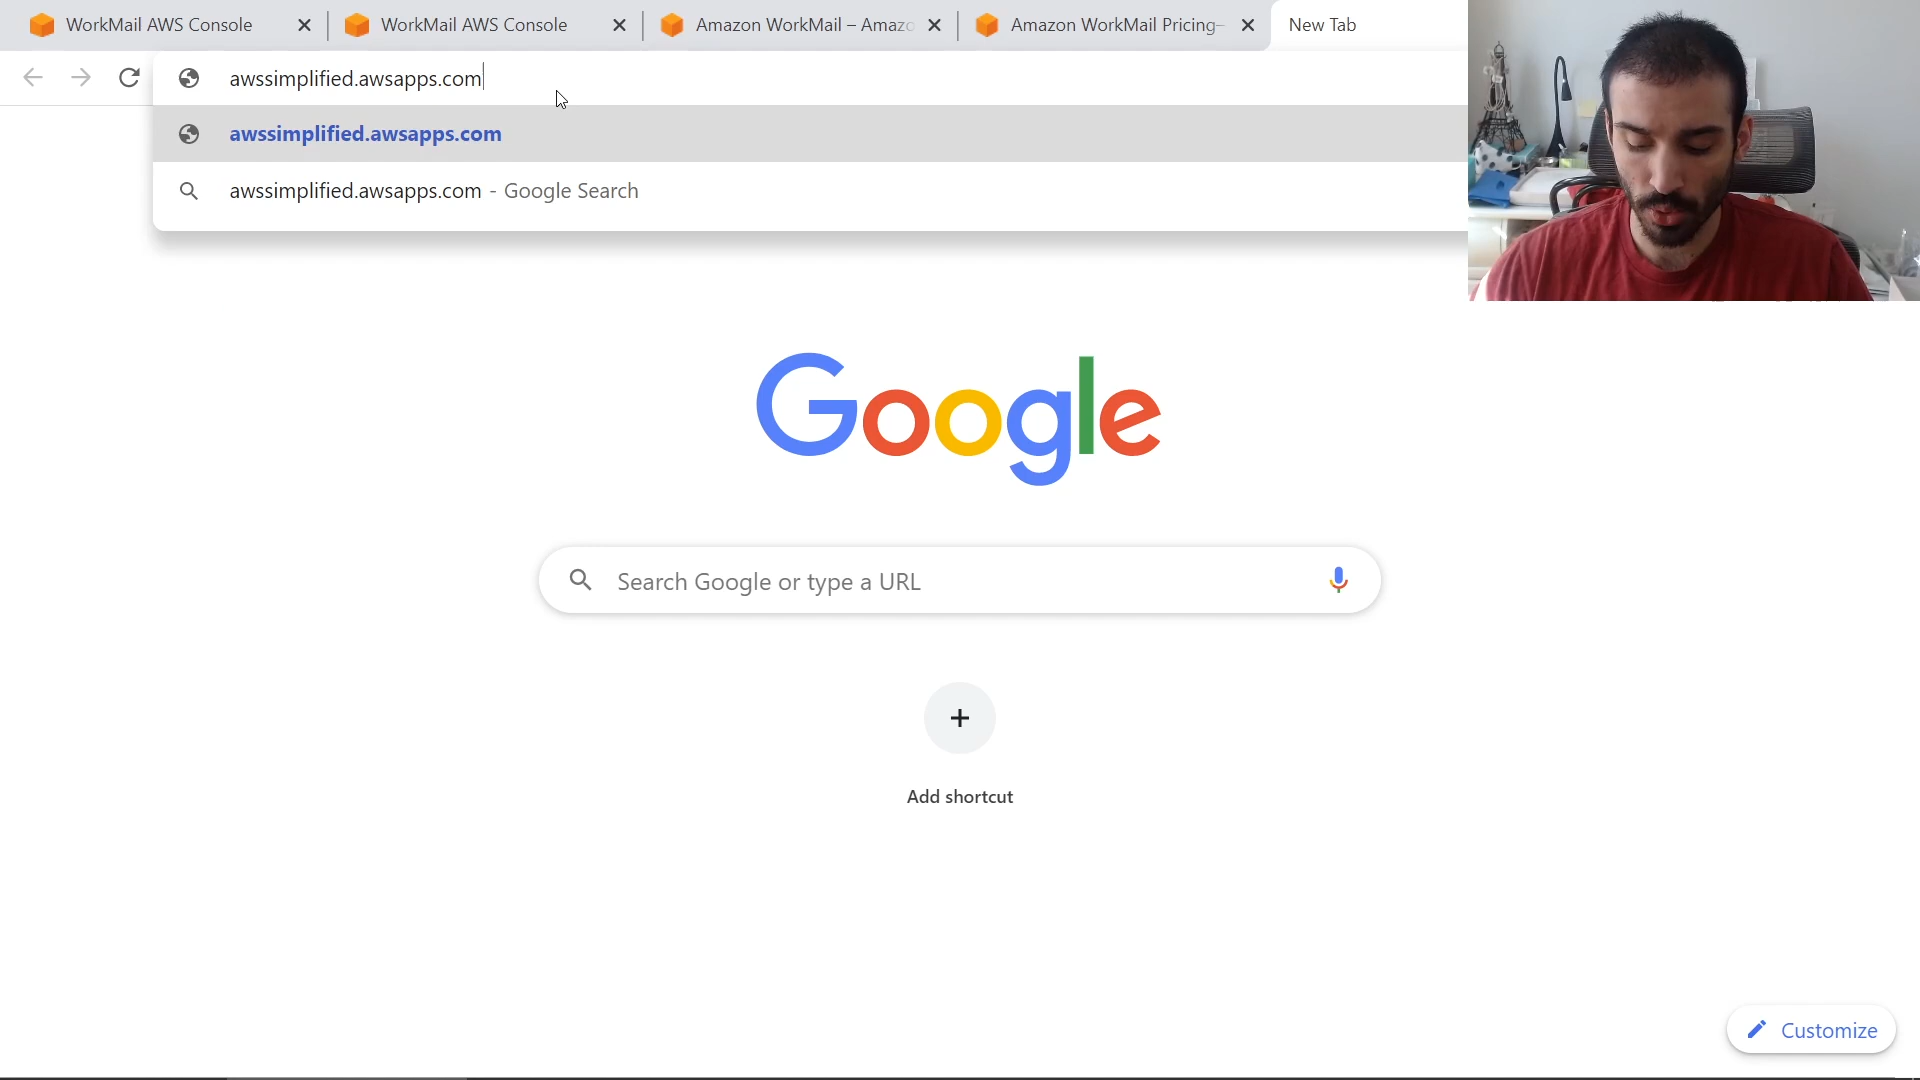 WorkMail AWS Console
WorkMail AWS Console
Amazon WorkMail – Amazo
Amazon WorkMail Pricing–
New Tab
awssimplified.awsapps.com
awssimplified.awsapps.com
awssimplified.awsapps.com - Google Search
Google
Search Google or type a URL
Add shortcut
Customize